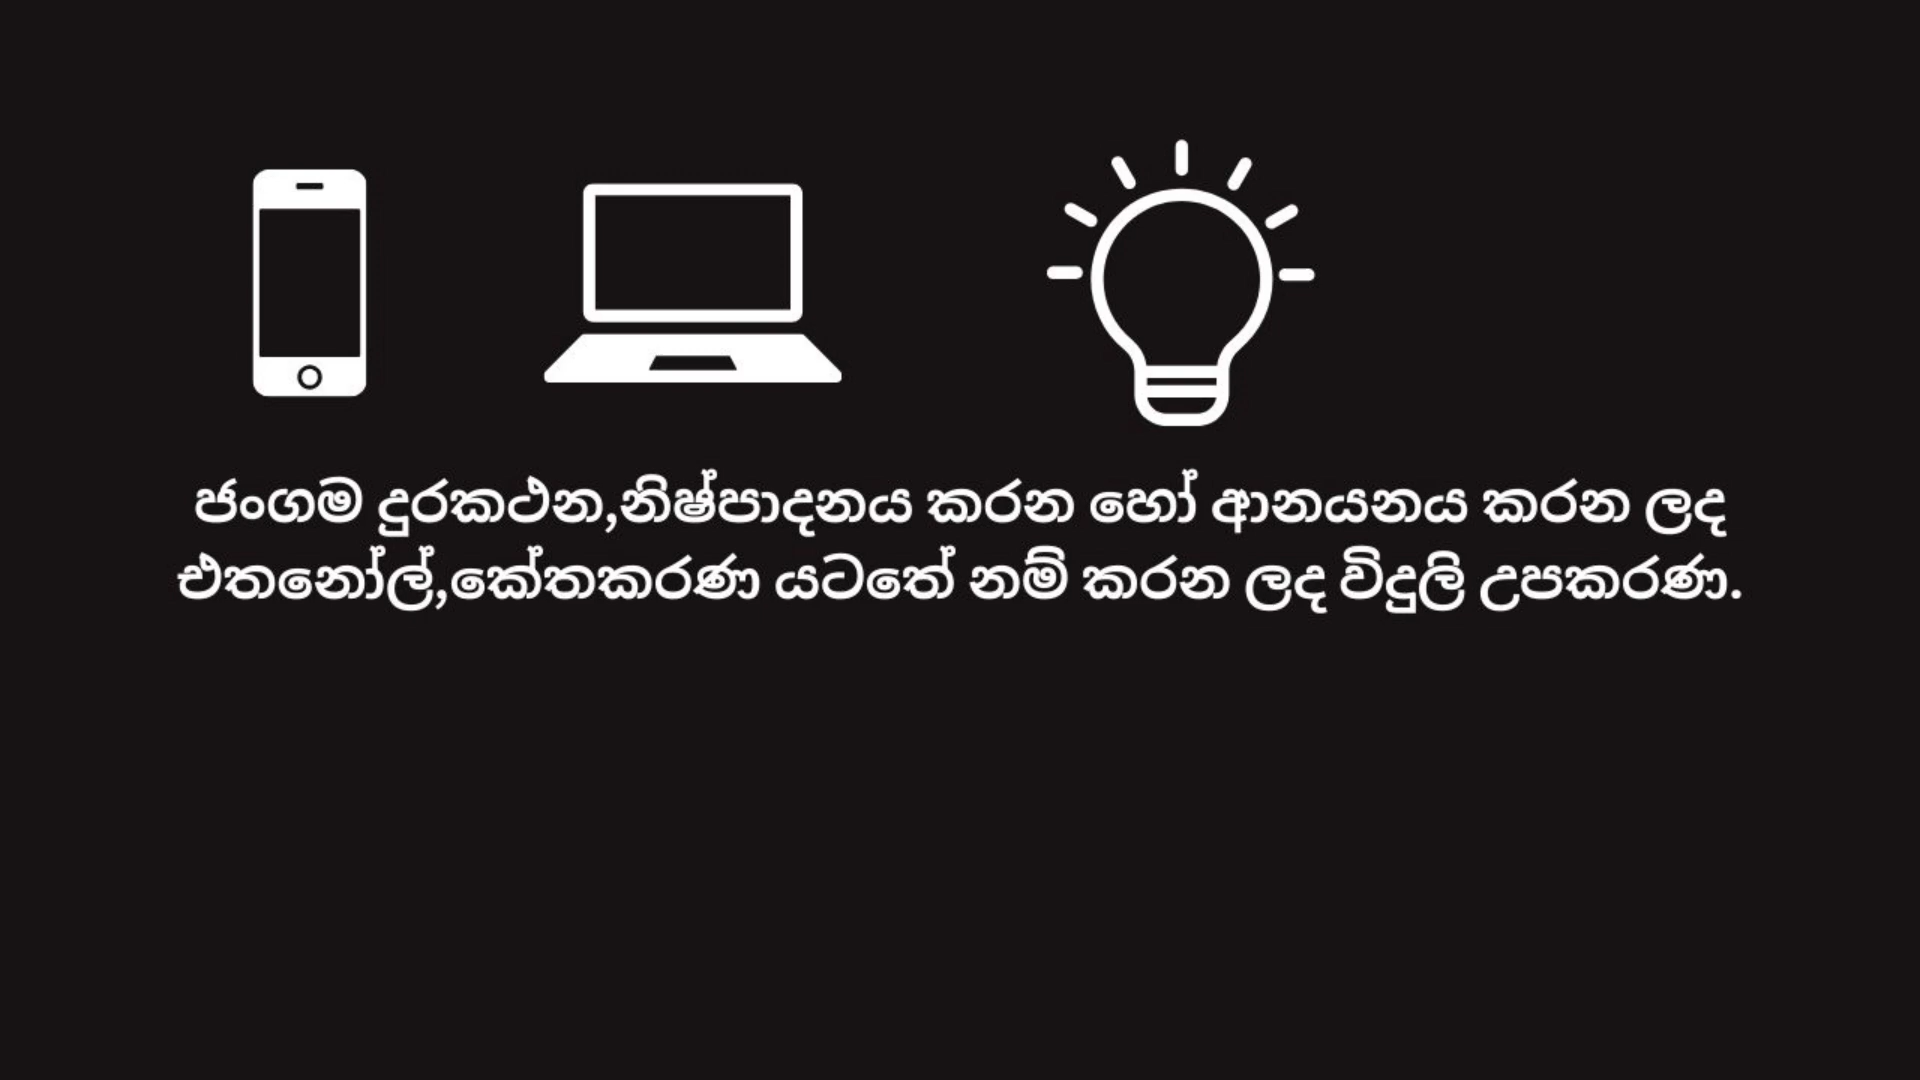 ජංගම දුරකථන,නිෂ්පාදනය කරන හෝ ආනයනය කරන ලද
එතනෝල්,කේතකරණ යටතේ නම් කරන ලද විදුලි උපකරණ.